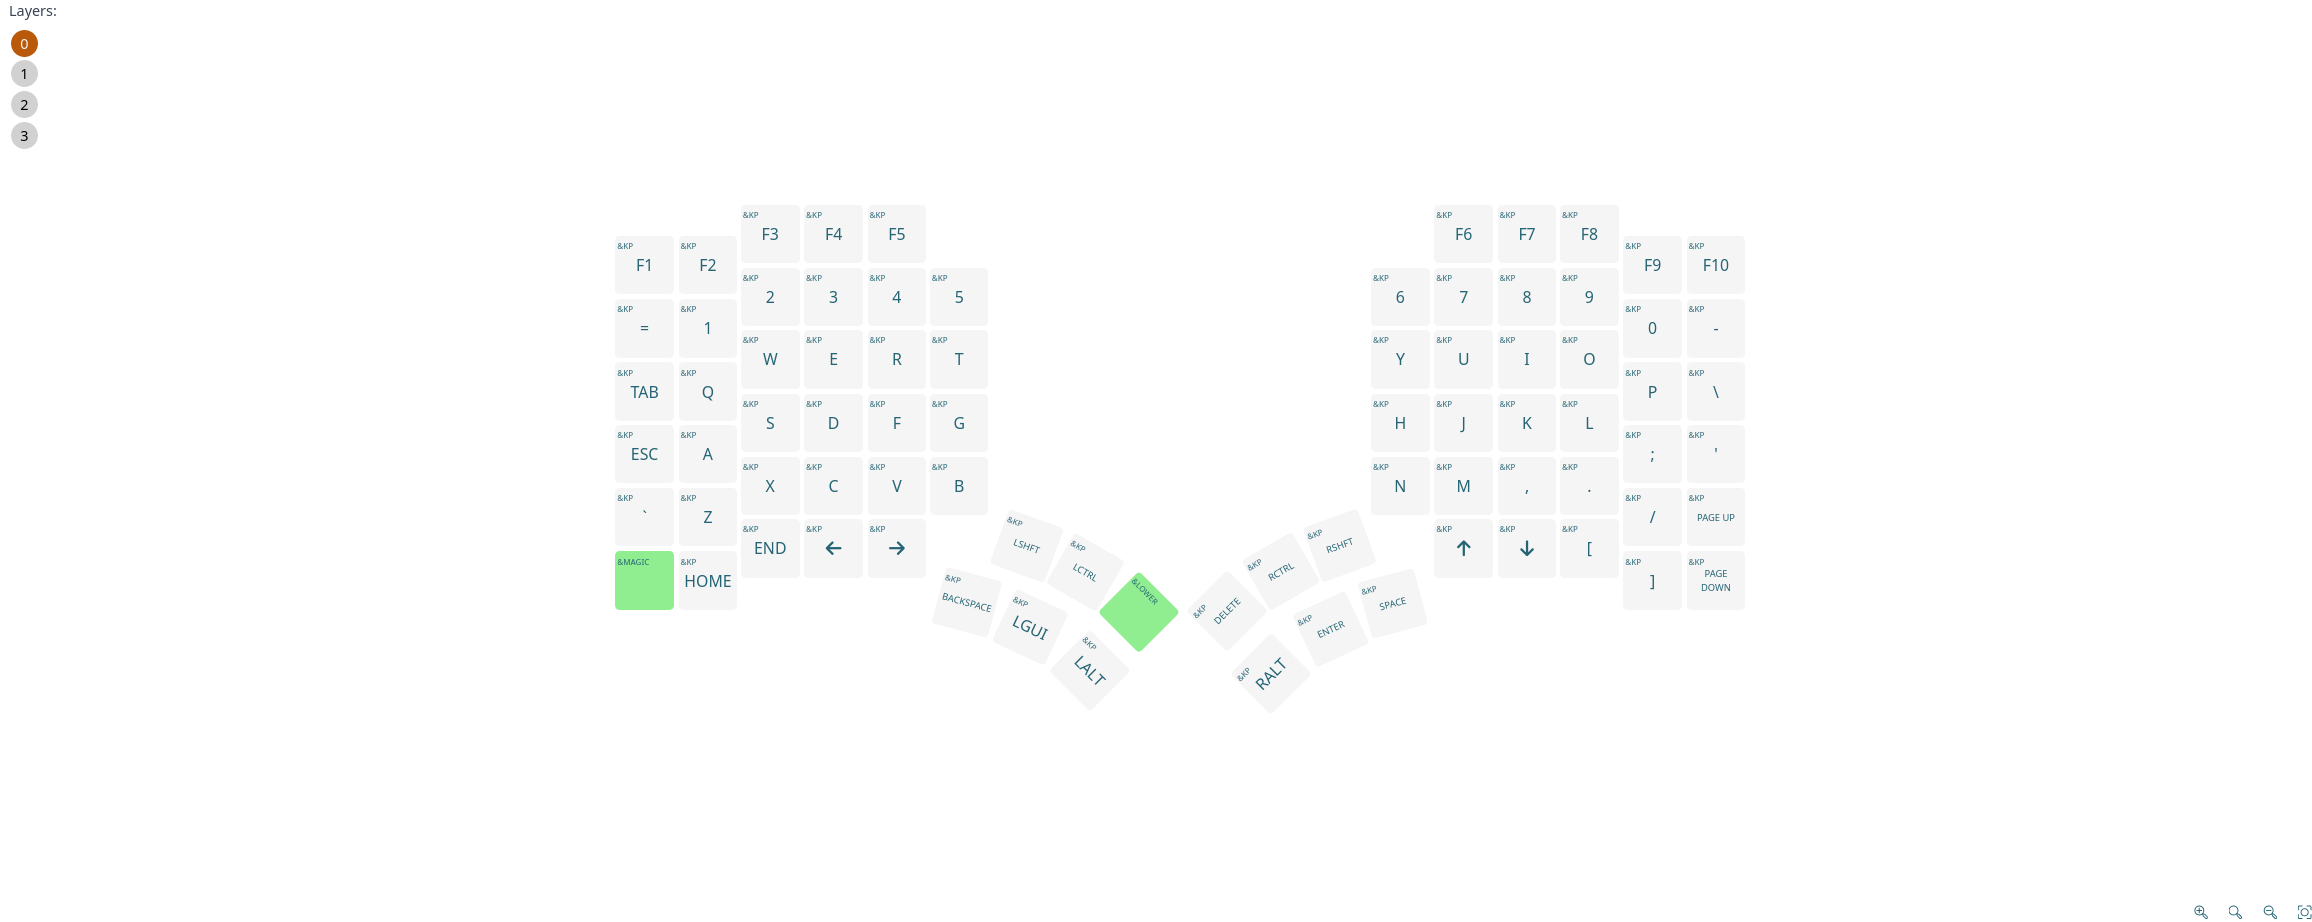 Layers:
0
1
2
3
&KP &KP &KP &KP &KP &KP
F3 F4 F5 F6 F7 F8
&KP &KP &KP &KP
F1 F2 F9 F10
&KP &KP &KP &KP &KP &KP &KP &KP
2 3 4 5 6 7 8 9
&KP &KP &KP &KP
= 1 0 -
&KP &KP &KP &KP &KP &KP &KP &KP
W E R T Y U I O
&KP &KP &KP &KP
TAB Q P \
&KP &KP &KP &KP &KP &KP &KP &KP
S D F G H J K L
&KP &KP &KP &KP
ESC A ; '
&KP &KP &KP &KP &KP &KP &KP &KP
X C V B N M , .
&KP &KP &KP &KP
` Z / PAGE UP
&KP &KP &KP &KP &KP &KP
END ← → ↑ ↓ [
&MAGIC &KP &KP &KP
HOME ] PAGE
DOWN
&KP &KP &KP &KP
LSHFT LCTRL RCTRL RSHFT
&KP &KP &LOWER &KP &KP &KP
BACKSPACE LGUI DELETE ENTER SPACE
&KP &KP
LALT RALT